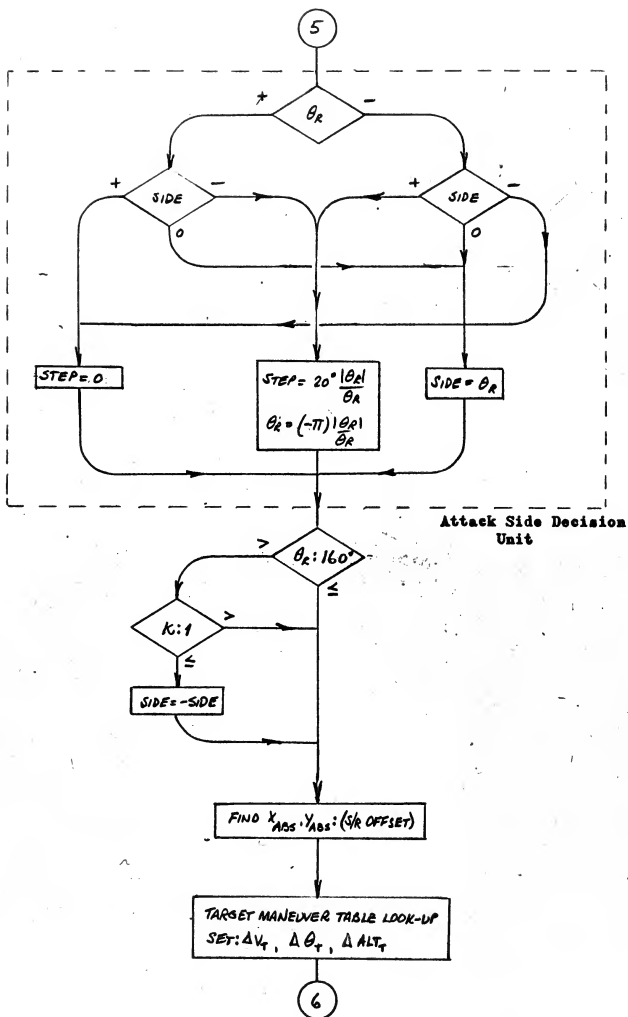 5
+ θR -
+ SIDE - + SIDE -
0 0
STEP = 0
STEP = 20° |θR|/θR
θR = (-π) |θR|/θR
SIDE = θR
Attack Side Decision
Unit
> θR : 160°
≤
K : 1 >
≤
SIDE = -SIDE
FIND XABS, YABS : (S/R OFFSET)
TARGET MANEUVER TABLE LOOK-UP
SET: ΔVT, ΔθT, ΔALTT
6